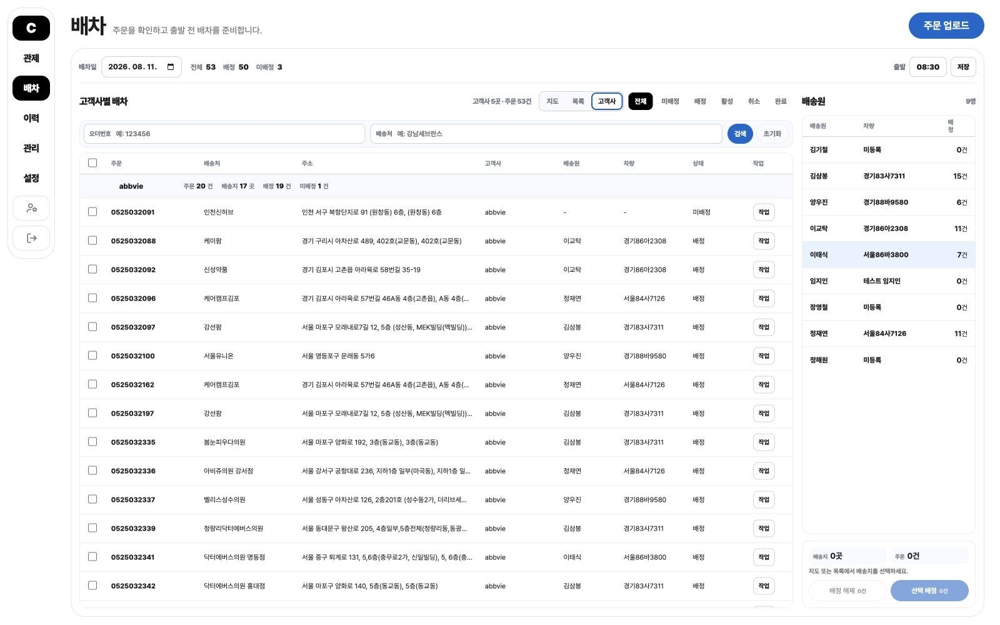 C
관제
배차
이력
관리
설정
배차 주문을 확인하고 출발 전 배차를 준비합니다.
주문 업로드
배차일 2026. 08. 11. 전체 53 배정 50 미배정 3
출발 08:30 저장
고객사별 배차
고객사 5곳 · 주문 53건 지도 목록 고객사 전체 미배정 배정 활성 취소 완료
오더번호 예: 123456 배송처 예: 강남세브란스 검색 초기화
주문 배송처 주소 고객사 배송원 차량 상태 작업
abbvie 주문 20 건 배송지 17 곳 배정 19 건 미배정 1 건
0525032091 인천신허브 인천 서구 북항단지로 91 (원창동) 6층, (원창동) 6층 abbvie - - 미배정 작업
0525032088 케이팜 경기 구리시 아차산로 489, 402호(교문동), 402호(교문동) abbvie 이교탁 경기86아2308 배정 작업
0525032092 신성약품 경기 김포시 고촌읍 아라육로 58번길 35-19 abbvie 이교탁 경기86아2308 배정 작업
0525032096 케어캠프김포 경기 김포시 아라육로 57번길 46A동 4층(고촌읍), A동 4층(... abbvie 정재연 서울84사7126 배정 작업
0525032097 강선팜 서울 마포구 모래내로7길 12, 5층 (성산동, MEK빌딩(멕빌딩))... abbvie 김삼봉 경기83사7311 배정 작업
0525032100 서울유니온 서울 영등포구 문래동 5가6 abbvie 양우진 경기88바9580 배정 작업
0525032162 케어캠프김포 경기 김포시 아라육로 57번길 46A동 4층(고촌읍), A동 4층(... abbvie 정재연 서울84사7126 배정 작업
0525032197 강선팜 서울 마포구 모래내로7길 12, 5층 (성산동, MEK빌딩(멕빌딩))... abbvie 김삼봉 경기83사7311 배정 작업
0525032335 봄눈피우다의원 서울 마포구 양화로 192, 3층(동교동), 3층(동교동) abbvie 김삼봉 경기83사7311 배정 작업
0525032336 아비쥬의원 강서점 서울 강서구 공항대로 236, 지하1층 일부(마곡동), 지하1층 일... abbvie 정재연 서울84사7126 배정 작업
0525032337 벨리스성수의원 서울 성동구 아차산로 126, 2층201호 (성수동2가, 더리브세... abbvie 양우진 경기88바9580 배정 작업
0525032339 청량리닥터에버스의원 서울 동대문구 왕산로 205, 4층일부,5층전체(청량리동,동광... abbvie 김삼봉 경기83사7311 배정 작업
0525032341 닥터에버스의원 명동점 서울 중구 퇴계로 131, 5,6층(충무로2가, 신일빌딩), 5, 6층(충... abbvie 이태식 서울86바3800 배정 작업
0525032342 닥터에버스의원 홍대점 서울 마포구 양화로 140, 5층(동교동), 5층(동교동) abbvie 김삼봉 경기83사7311 배정 작업
배송원 9명
배송원 차량 배정
김기철 미등록 0건
김삼봉 경기83사7311 15건
양우진 경기88바9580 6건
이교탁 경기86아2308 11건
이태식 서울86바3800 7건
임지인 테스트 임지인 0건
장영철 미등록 0건
정재연 서울84사7126 11건
정해원 미등록 0건
배송지 0곳 주문 0건
지도 또는 목록에서 배송지를 선택하세요.
배정 해제 0건 선택 배정 0건